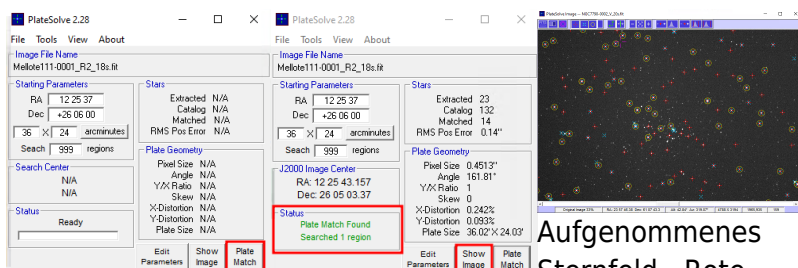 PlateSolve 2.28
File Tools View About
Image File Name
Mellote111-0001_R2_18s.fit
Starting Parameters
RA 12 25 37
Dec +26 06 00
36 X 24 arcminutes
Seach 999 regions
Search Center
N/A
N/A
Status
Ready
Stars
Extracted N/A
Catalog N/A
Matched N/A
RMS Pos Error N/A
Plate Geometry
Pixel Size N/A
Angle N/A
Y/X Ratio N/A
Skew N/A
X-Distortion N/A
Y-Distortion N/A
Plate Size N/A
Edit Parameters
Show Image
Plate Match
PlateSolve 2.28
File Tools View About
Image File Name
Mellote111-0001_R2_18s.fit
Starting Parameters
RA 12 25 37
Dec +26 06 00
36 X 24 arcminutes
Seach 999 regions
J2000 Image Center
RA: 12 25 43.157
Dec: 26 05 03.37
Status
Plate Match Found
Searched 1 region
Stars
Extracted 23
Catalog 132
Matched 14
RMS Pos Error 0.14"
Plate Geometry
Pixel Size 0.4513"
Angle 161.81°
Y/X Ratio 1
Skew 0
X-Distortion 0.242%
Y-Distortion 0.093%
Plate Size 36.02' X 24.03'
Edit Parameters
Show Image
Plate Match
Aufgenommenes